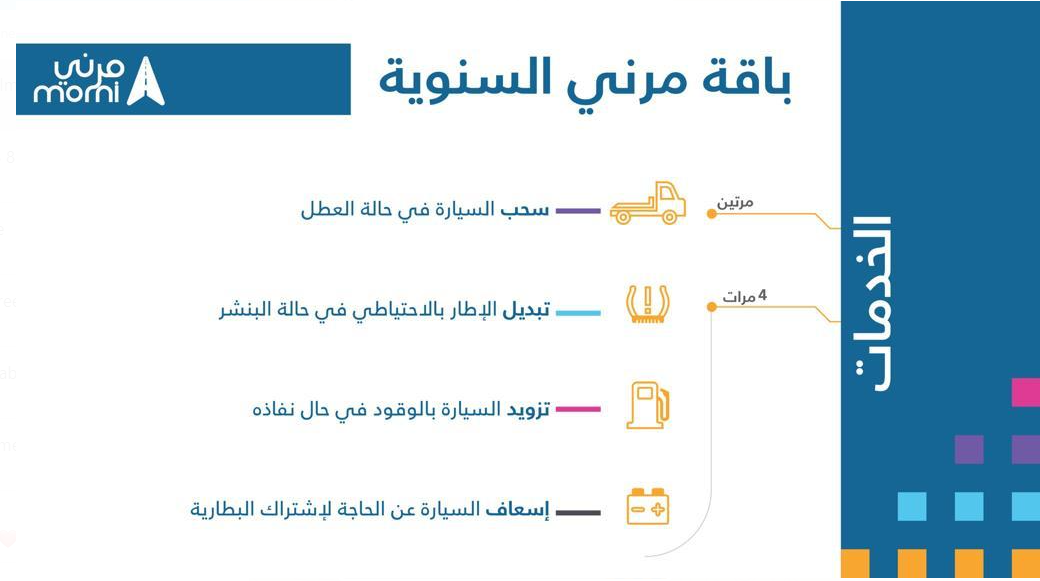 باقة مرني السنوية
مرني
morni
الخدمات
مرتين
سحب السيارة في حالة العطل
4 مرات
تبديل الإطار بالاحتياطي في حالة البنشر
تزويد السيارة بالوقود في حال نفاذه
إسعاف السيارة عن الحاجة لإشتراك البطارية